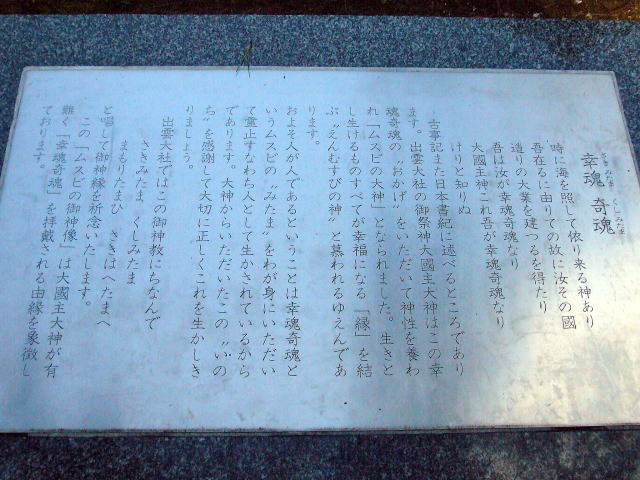 幸魂 奇魂
さきみたま くしみたま
時に海を照して依り来る神あり
吾在るに由りての故に汝その國
造りの大業を建つるを得たり
吾は汝が幸魂奇魂なり
大國主神これ吾が幸魂奇魂なり
けりと知りぬ
古事記また日本書紀に述べるところであり
ます。出雲大社の御祭神大國主大神はこの幸
魂奇魂の〝おかげ〟をいただいて神性を養わ
れ「ムスビの大神」となられました。生きと
し生けるものすべてが幸福になる「縁」を結
ぶ〝えんむすびの神〟と慕われるゆえんであ
ります。
およそ人が人であるということは幸魂奇魂と
いうムスビの〝みたま〟をわが身にいただい
て霊止すなわち人として生かされているから
であります。大神からいただいたこの〝いの
ち〟を感謝して大切に正しくこれを生かしき
りましょう。
出雲大社ではこの御神教にちなんで
さきみたま くしみたま
まもりたまひ さきはへたまへ
と唱して御神縁を祈念いたします。
この「ムスビの御神像」は大國主大神が有
難く「幸魂奇魂」を拝戴される由縁を象徴し
ております。